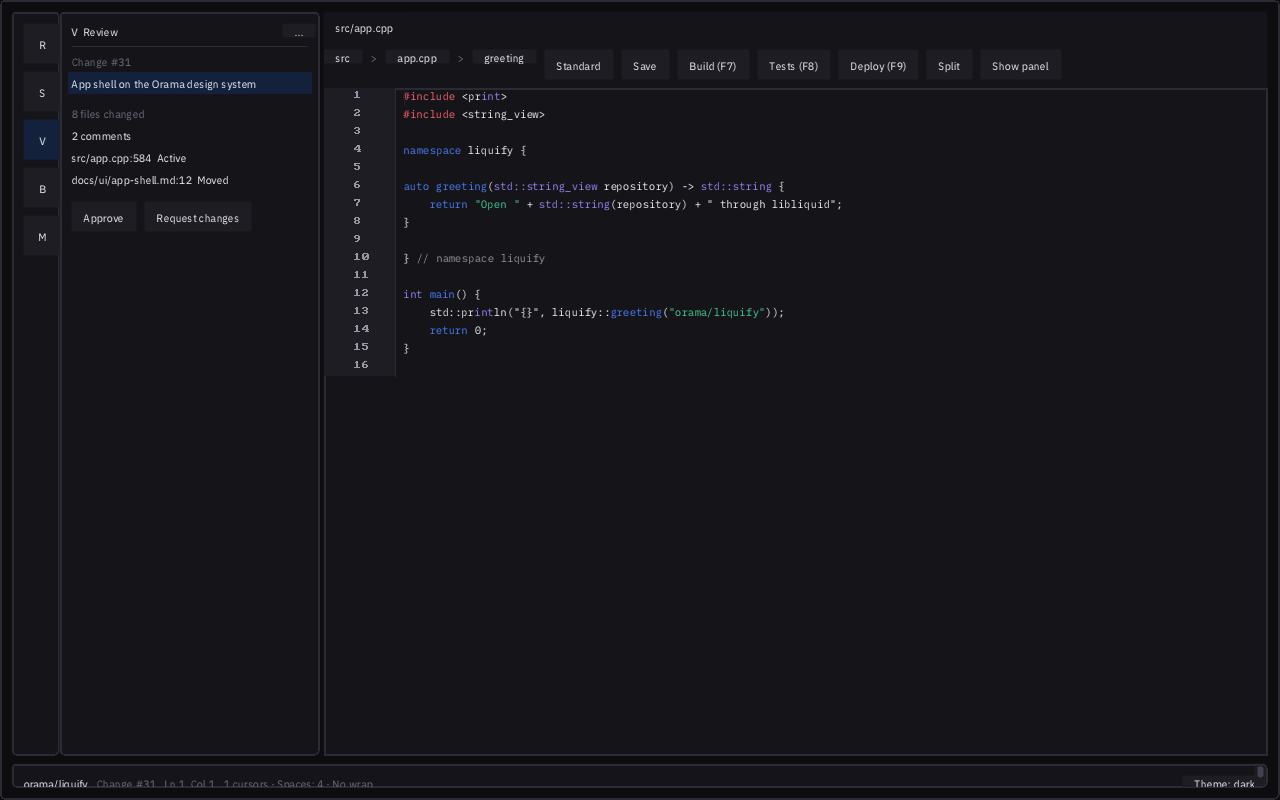 R
S
V
B
M
V Review
...
Change #31
App shell on the Orama design system
8 files changed
2 comments
src/app.cpp:584 Active
docs/ui/app-shell.md:12 Moved
Approve Request changes
src/app.cpp
src > app.cpp > greeting Standard Save Build (F7) Tests (F8) Deploy (F9) Split Show panel
1 #include <print>
2 #include <string_view>
3
4 namespace liquify {
5
6 auto greeting(std::string_view repository) -> std::string {
7     return "Open " + std::string(repository) + " through libliquid";
8 }
9
10 } // namespace liquify
11
12 int main() {
13     std::println("{}", liquify::greeting("orama/liquify"));
14     return 0;
15 }
16
orama/liquify Change #31 Ln 1, Col 1 1 cursors · Spaces: 4 · No wrap Theme: dark